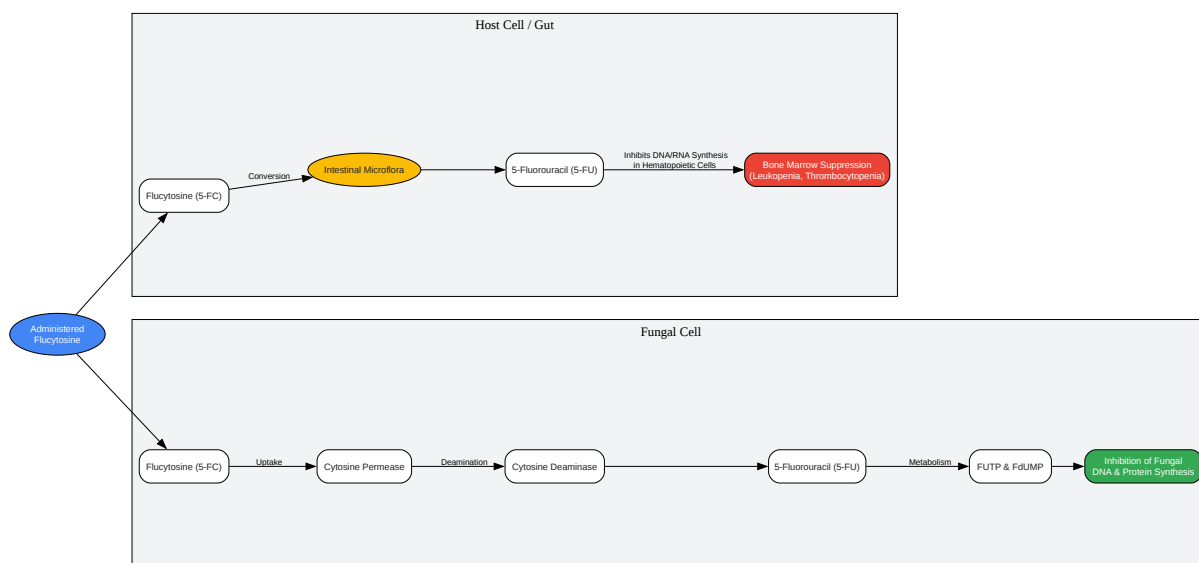 Host Cell / Gut
Flucytosine (5-FC)
Conversion
Intestinal Microflora
5-Fluorouracil (5-FU)
Inhibits DNA/RNA Synthesis
in Hematopoietic Cells
Bone Marrow Suppression
(Leukopenia, Thrombocytopenia)
Administered
Flucytosine
Fungal Cell
Flucytosine (5-FC)
Uptake
Cytosine Permease
Deamination
Cytosine Deaminase
5-Fluorouracil (5-FU)
Metabolism
FUTP & FdUMP
Inhibition of Fungal
DNA & Protein Synthesis